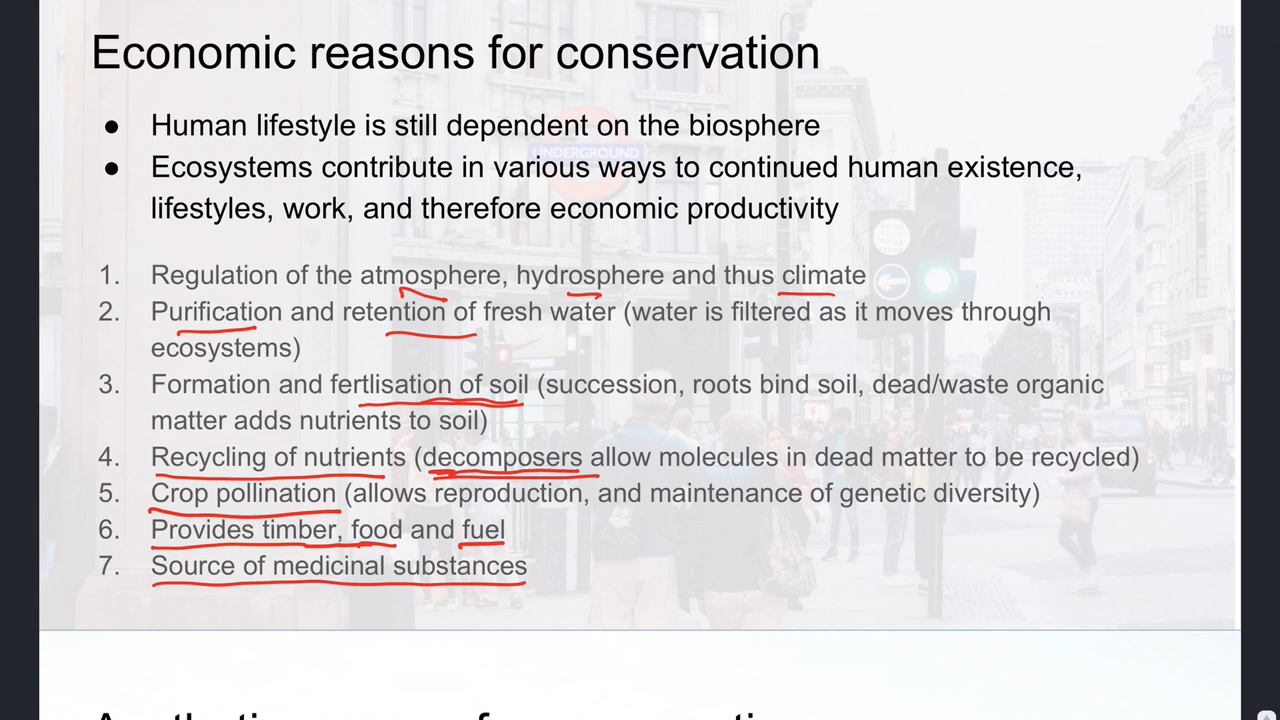 Economic reasons for conservation
● Human lifestyle is still dependent on the biosphere
UNDERGROUND
● Ecosystems contribute in various ways to continued human existence,
lifestyles, work, and therefore economic productivity
1. Regulation of the atmosphere, hydrosphere and thus climate
2. Purification and retention of fresh water (water is filtered as it moves through
ecosystems)
3. Formation and fertlisation of soil (succession, roots bind soil, dead/waste organic
matter adds nutrients to soil)
4. Recycling of nutrients (decomposers allow molecules in dead matter to be recycled)
5. Crop pollination (allows reproduction, and maintenance of genetic diversity)
6. Provides timber, food and fuel
7. Source of medicinal substances